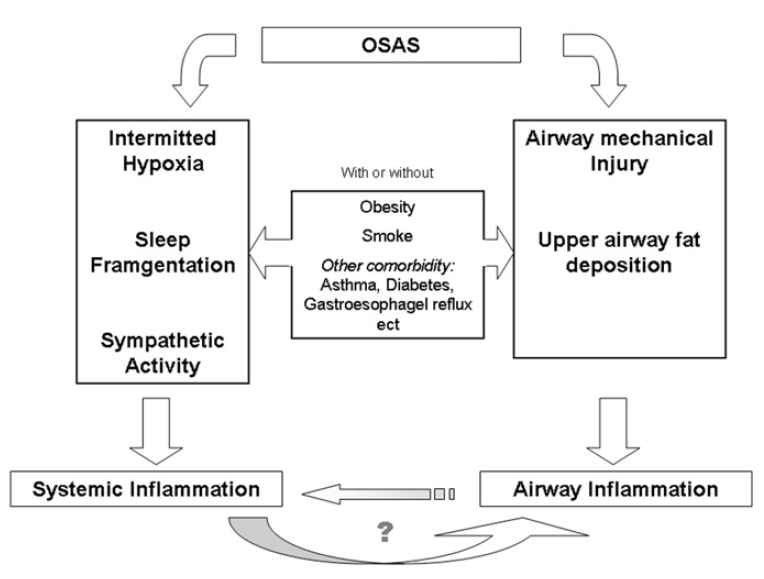 OSAS
Intermitted
Hypoxia
Sleep
Framgentation
Sympathetic
Activity
With or without
Obesity
Smoke
Other comorbidity:
Asthma, Diabetes,
Gastroesophagel reflux
ect
Airway mechanical
Injury
Upper airway fat
deposition
Systemic Inflammation
Airway Inflammation
?